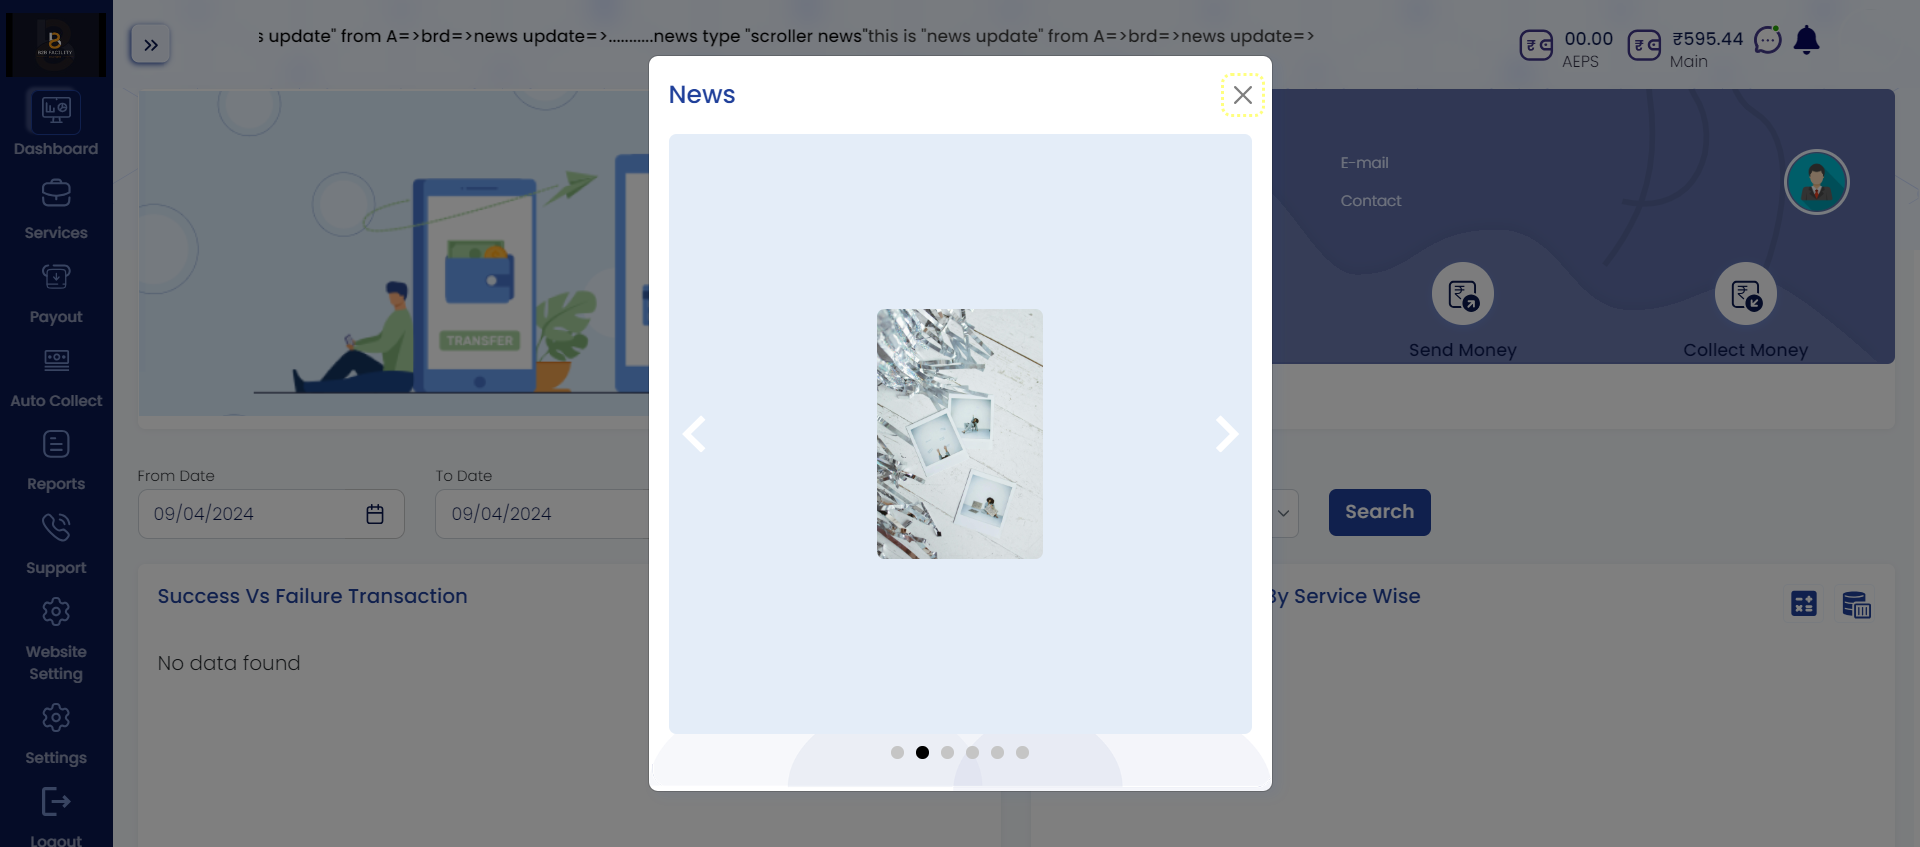 s update" from A=>brd=>news update=>...........news type "scroller news"this is "news update" from A=>brd=>news update=>
00.00
AEPS
₹595.44
Main
B2B FACILITY
Dashboard
Services
Payout
Auto Collect
Reports
Support
Website
Setting
Settings
Logout
News
TRANSFER
E-mail
Contact
Send Money
Collect Money
From Date
To Date
09/04/2024
09/04/2024
Search
Success Vs Failure Transaction
By Service Wise
No data found